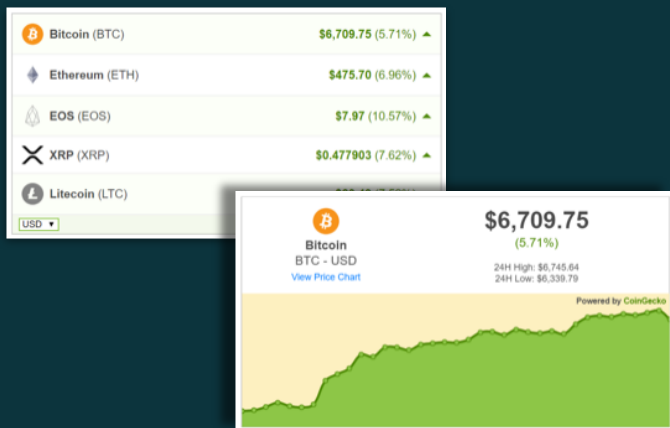 Bitcoin (BTC) $6,709.75 (5.71%)
Ethereum (ETH) $475.70 (6.96%)
EOS (EOS) $7.97 (10.57%)
XRP (XRP) $0.477903 (7.62%)
Litecoin (LTC)
USD
Bitcoin
BTC - USD
View Price Chart
$6,709.75
(5.71%)
24H High: $6,745.64
24H Low: $6,339.79
Powered by CoinGecko